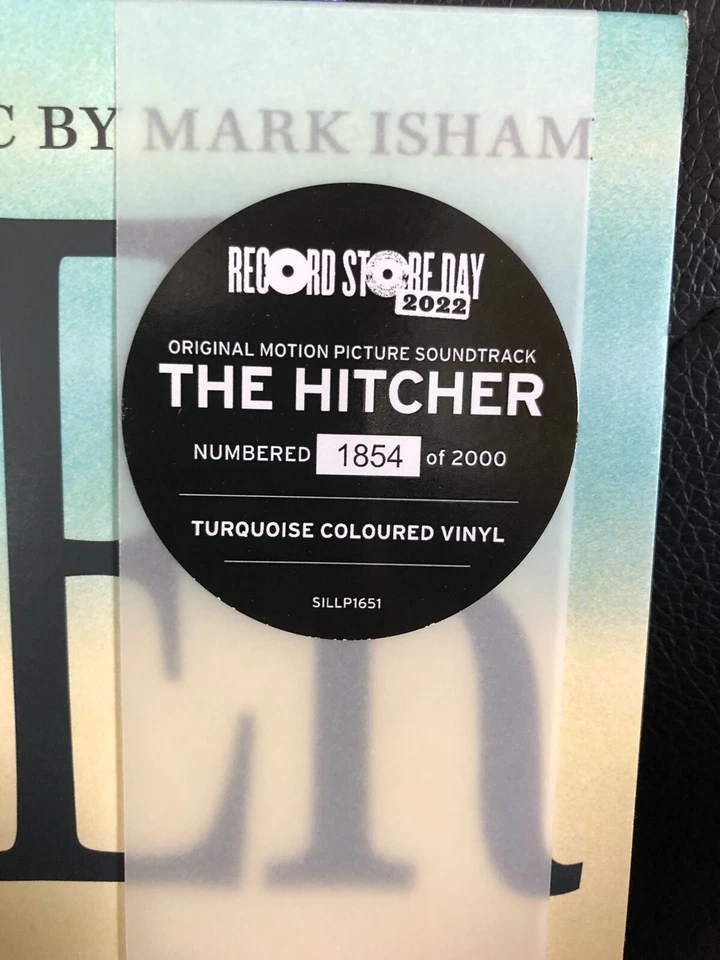 C BY MARK ISHAM
RECORD STORE DAY
2022
ORIGINAL MOTION PICTURE SOUNDTRACK
THE HITCHER
NUMBERED 1854 of 2000
TURQUOISE COLOURED VINYL
SILLP1651
ER